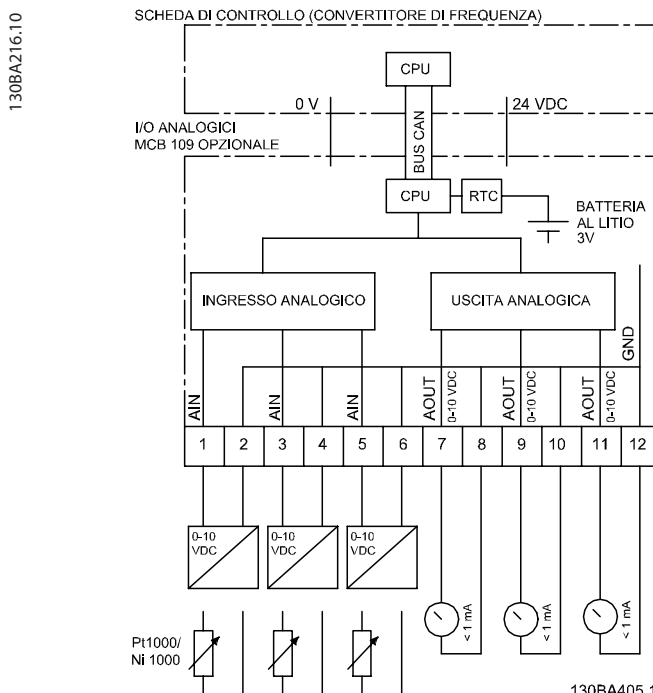 130BA216.10
SCHEDA DI CONTROLLO (CONVERTITORE DI FREQUENZA)
CPU
0 V
24 VDC
I/O ANALOGICI
MCB 109 OPZIONALE
BUS CAN
CPU
RTC
BATTERIA
AL LITIO
3V
INGRESSO ANALOGICO
USCITA ANALOGICA
GND
AIN
AIN
AIN
AOUT
0-10 VDC
AOUT
0-10 VDC
AOUT
0-10 VDC
1 2 3 4 5 6 7 8 9 10 11 12
0-10
VDC
0-10
VDC
0-10
VDC
< 1 mA
< 1 mA
< 1 mA
Pt1000/
Ni 1000
130BA405.1